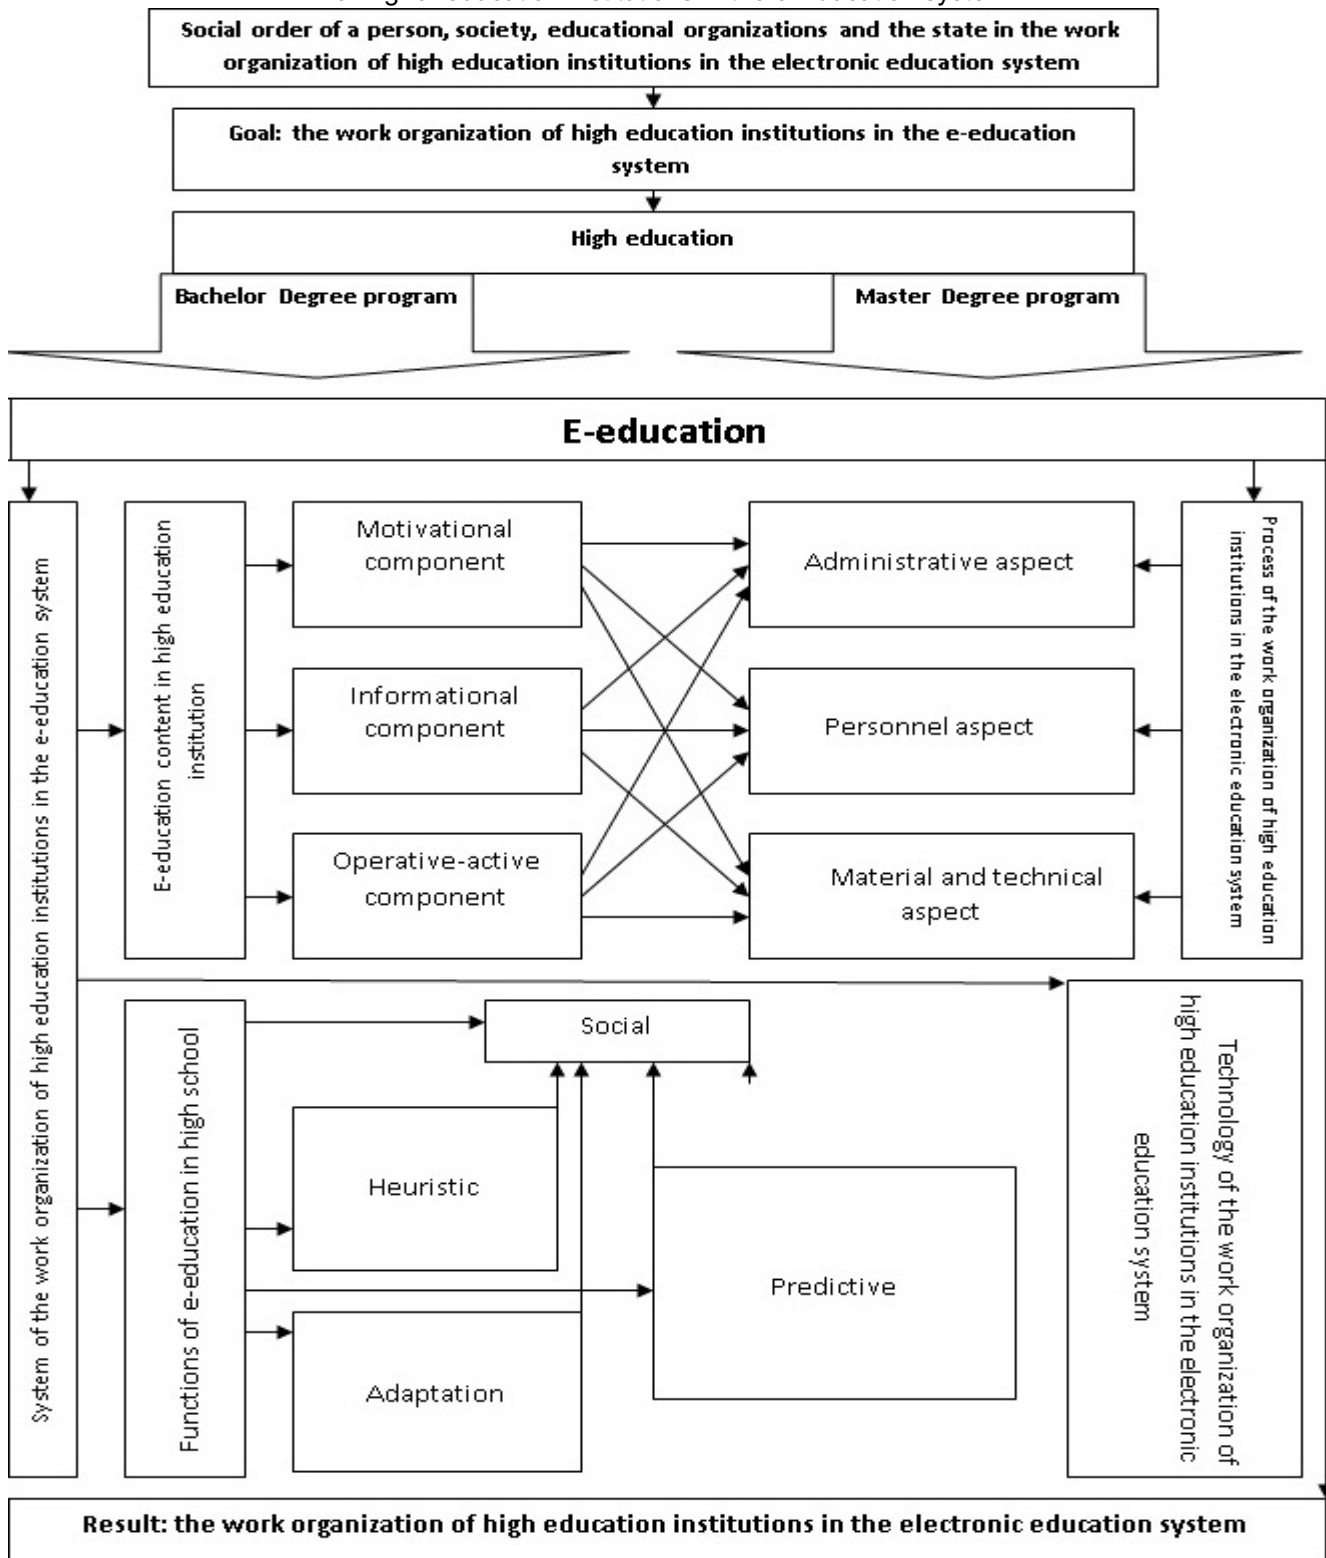 Social order of a person, society, educational organizations and the state in the work
organization of high education institutions in the electronic education system
Goal: the work organization of high education institutions in the e-education
system
High education
Bachelor Degree program
Master Degree program
E-education
System of the work organization of high education institutions in the e-education system
E-education content in high education
institution
Motivational
component
Informational
component
Operative-active
component
Administrative aspect
Personnel aspect
Material and technical
aspect
Process of the work organization of high education
institutions in the electronic education system
Functions of e-education in high school
Social
Heuristic
Adaptation
Predictive
Technology of the work organization of
high education institutions in the electronic
education system
Result: the work organization of high education institutions in the electronic education system